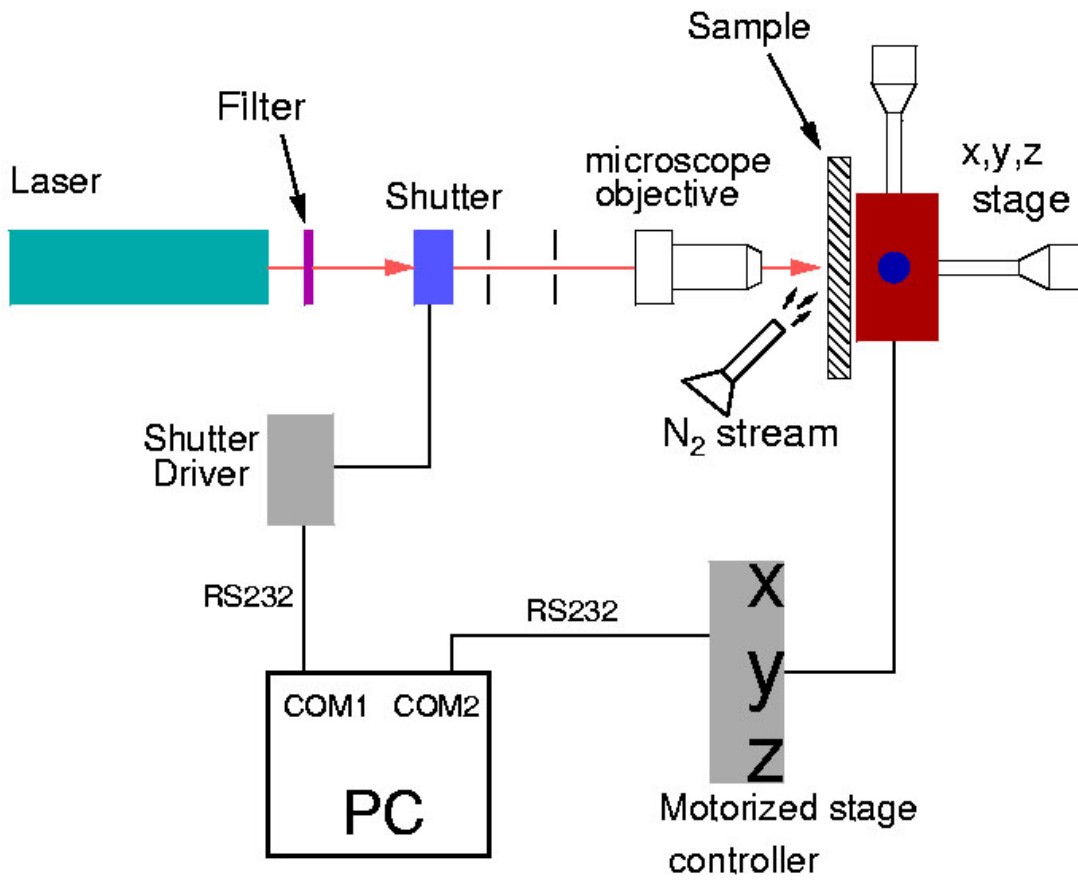 Sample
Filter
x,y,z
stage
microscope
objective
Laser
Shutter
N₂ stream
Shutter
Driver
RS232
RS232
x
y
z
COM1 COM2
PC
Motorized stage
controller